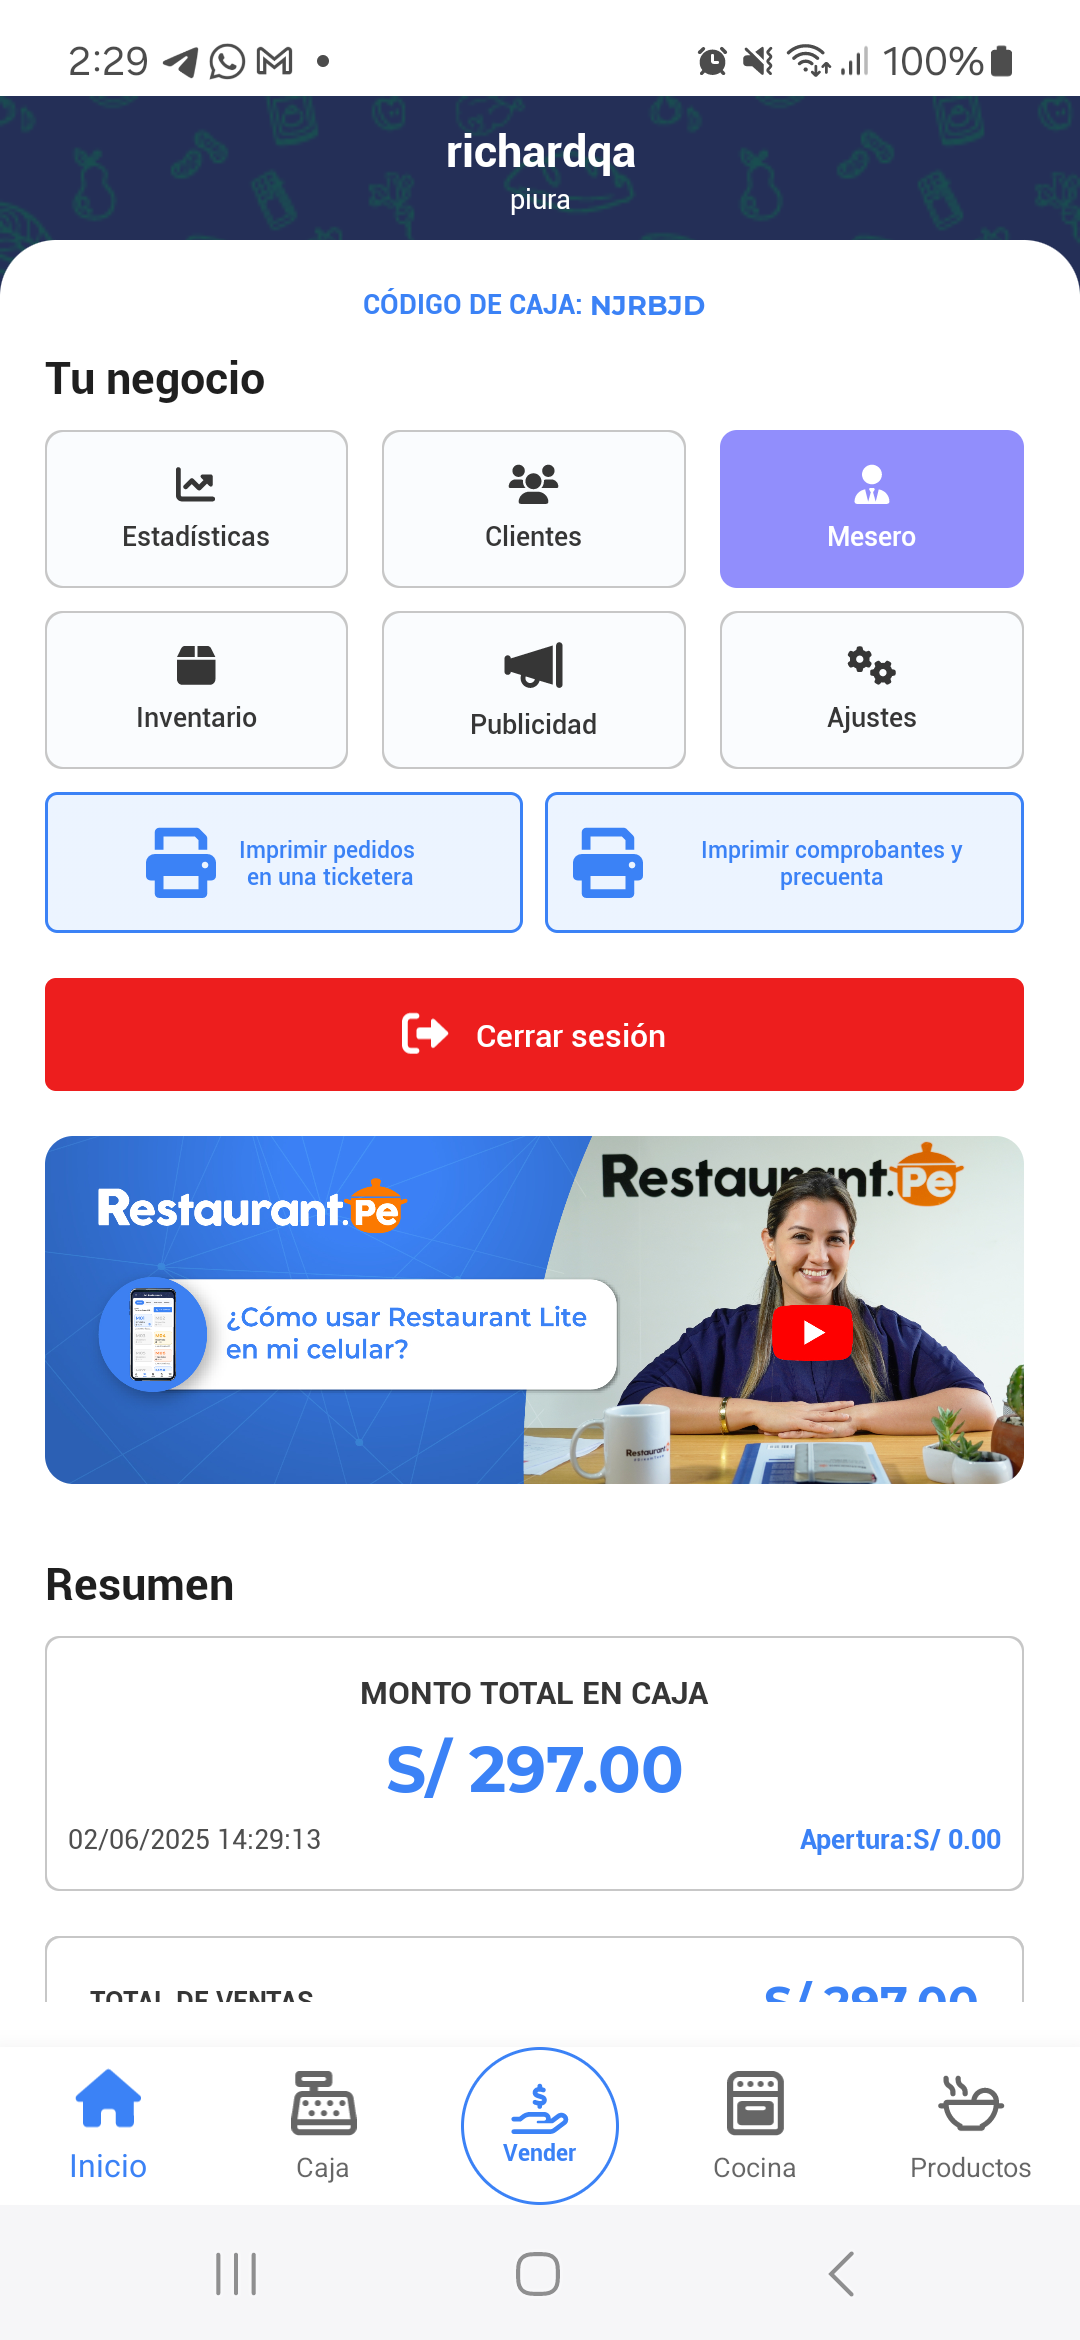 2:29
100%
richardqa
piura
CÓDIGO DE CAJA: NJRBJD
Tu negocio
Estadísticas
Clientes
Mesero
Inventario
Publicidad
Ajustes
Imprimir pedidos
en una ticketera
Imprimir comprobantes y
precuenta
Cerrar sesión
Restaurant.Pe
Restaurant.Pe
¿Cómo usar Restaurant Lite
en mi celular?
Restaurant
Resumen
MONTO TOTAL EN CAJA
S/ 297.00
02/06/2025 14:29:13
Apertura:S/ 0.00
TOTAL DE VENTAS
S/ 297.00
Inicio
Caja
$
Vender
Cocina
Productos